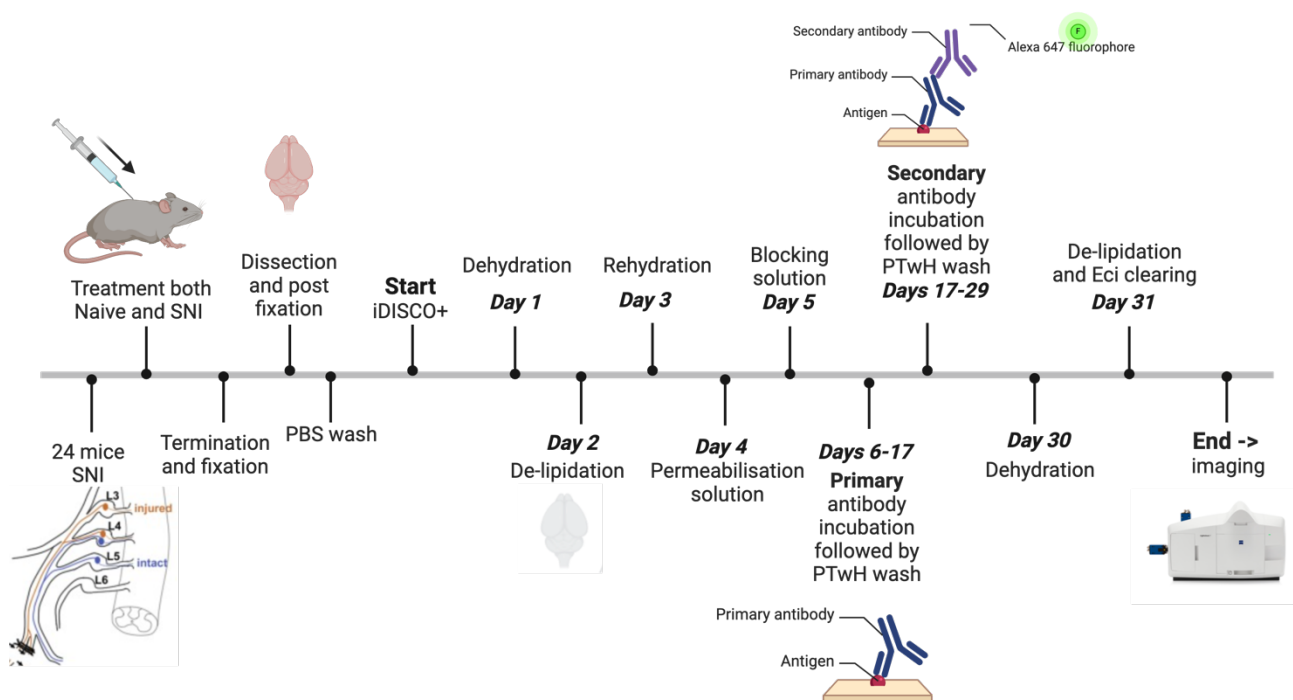 Secondary antibody
F
Alexa 647 fluorophore
Primary antibody
Antigen
Treatment both
Naive and SNI
Dissection
and post
fixation
Start
iDISCO+
Dehydration
Day 1
Rehydration
Day 3
Blocking
solution
Day 5
Secondary
antibody
incubation
followed by
PTwH wash
Days 17-29
De-lipidation
and Eci clearing
Day 31
24 mice
SNI
Termination
and fixation
PBS wash
Day 2
De-lipidation
Day 4
Permeabilisation
solution
Days 6-17
Primary
antibody
incubation
followed by
PTwH wash
Day 30
Dehydration
End ->
imaging
L3
injured
L4
L5
intact
L6
Primary antibody
Antigen